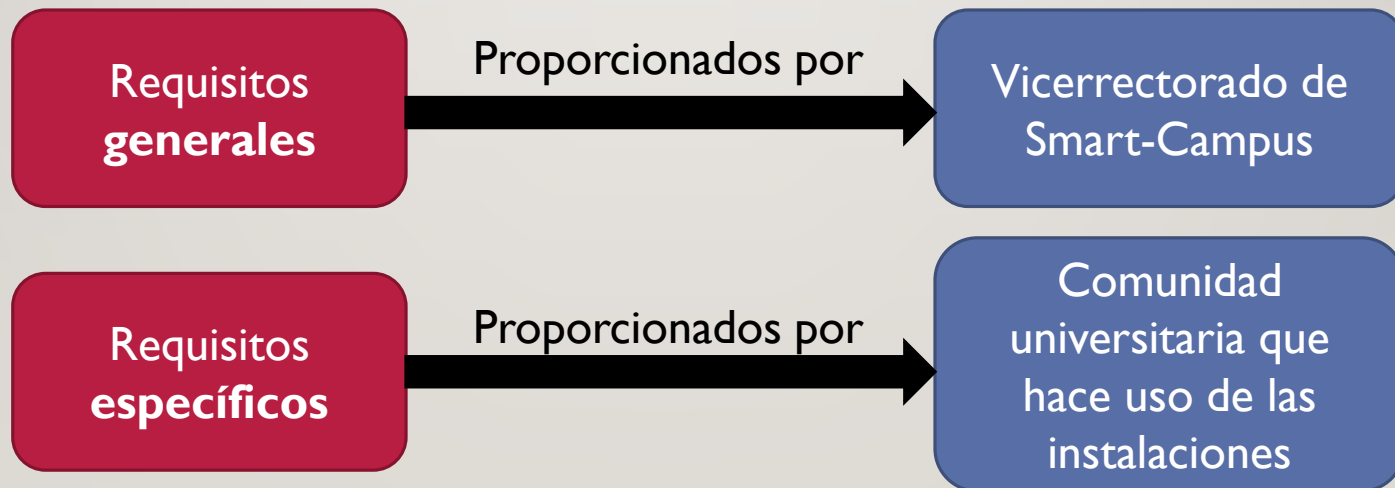 Requisitos
generales
Proporcionados por
Vicerrectorado de
Smart-Campus
Requisitos
específicos
Proporcionados por
Comunidad
universitaria que
hace uso de las
instalaciones